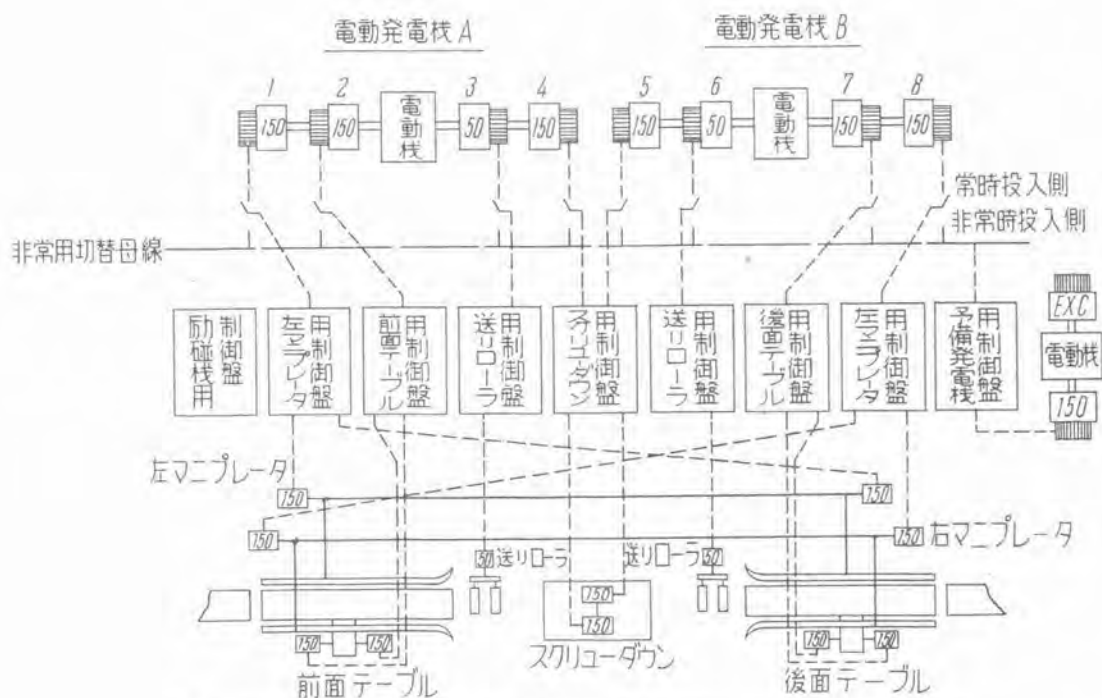 電動発電栈A
電動発電栈B
1 2 3 4 5 6 7 8
150 150 電動栈 50 150 150 50 電動栈 150 150
常時投入側
非常時投入側
非常用切替母線
励磁栈用制御盤
左マニプレータ用制御盤
前面テーブル用制御盤
送りローラ用制御盤
スクリュダウン用制御盤
送りローラ用制御盤
後面テーブル用制御盤
左マニプレータ用制御盤
予備発電栈用制御盤
EXC
電動栈
150
左マニプレータ
150 150
150 150 右マニプレータ
50 送りローラ 送りローラ 50
150
150
スクリューダウン
150 150
前面テーブル
150 150
後面テーブル